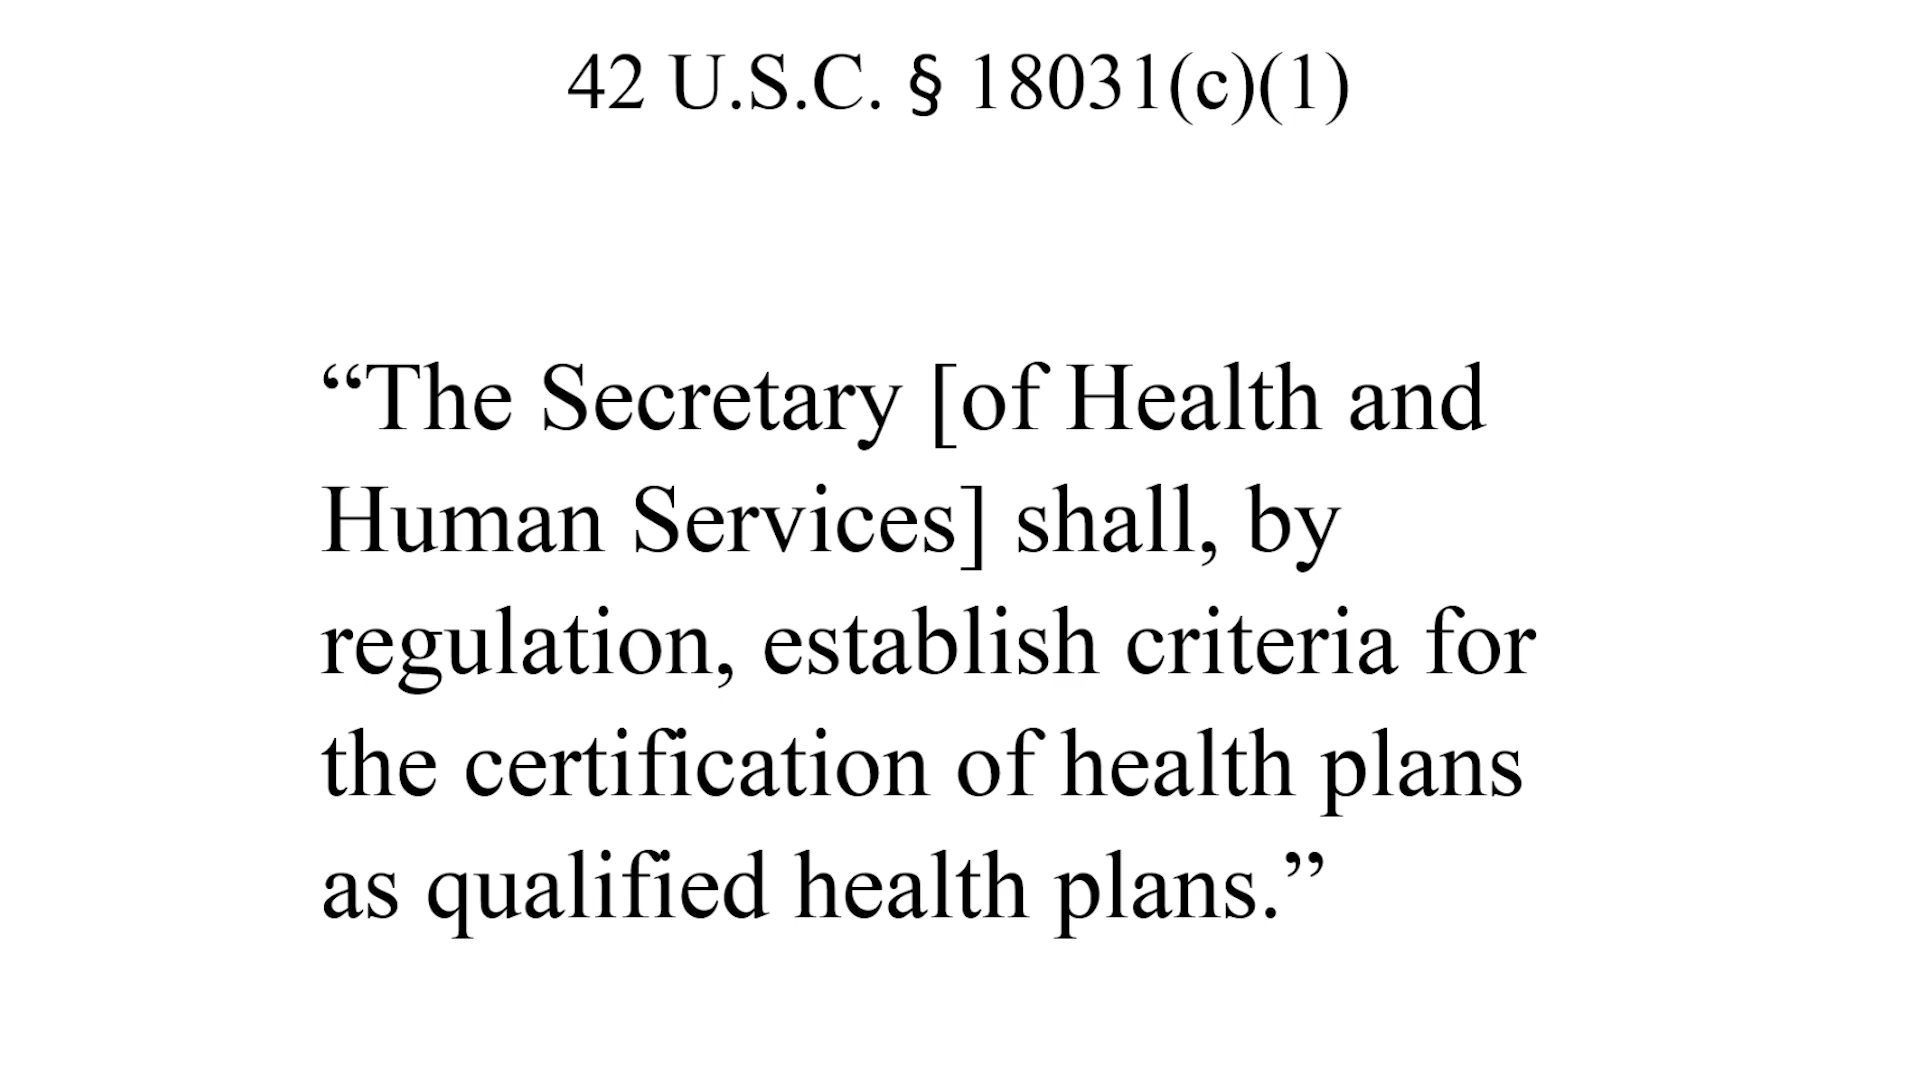 42 U.S.C. § 18031(c)(1)
“The Secretary [of Health and
Human Services] shall, by
regulation, establish criteria for
the certification of health plans
as qualified health plans.”